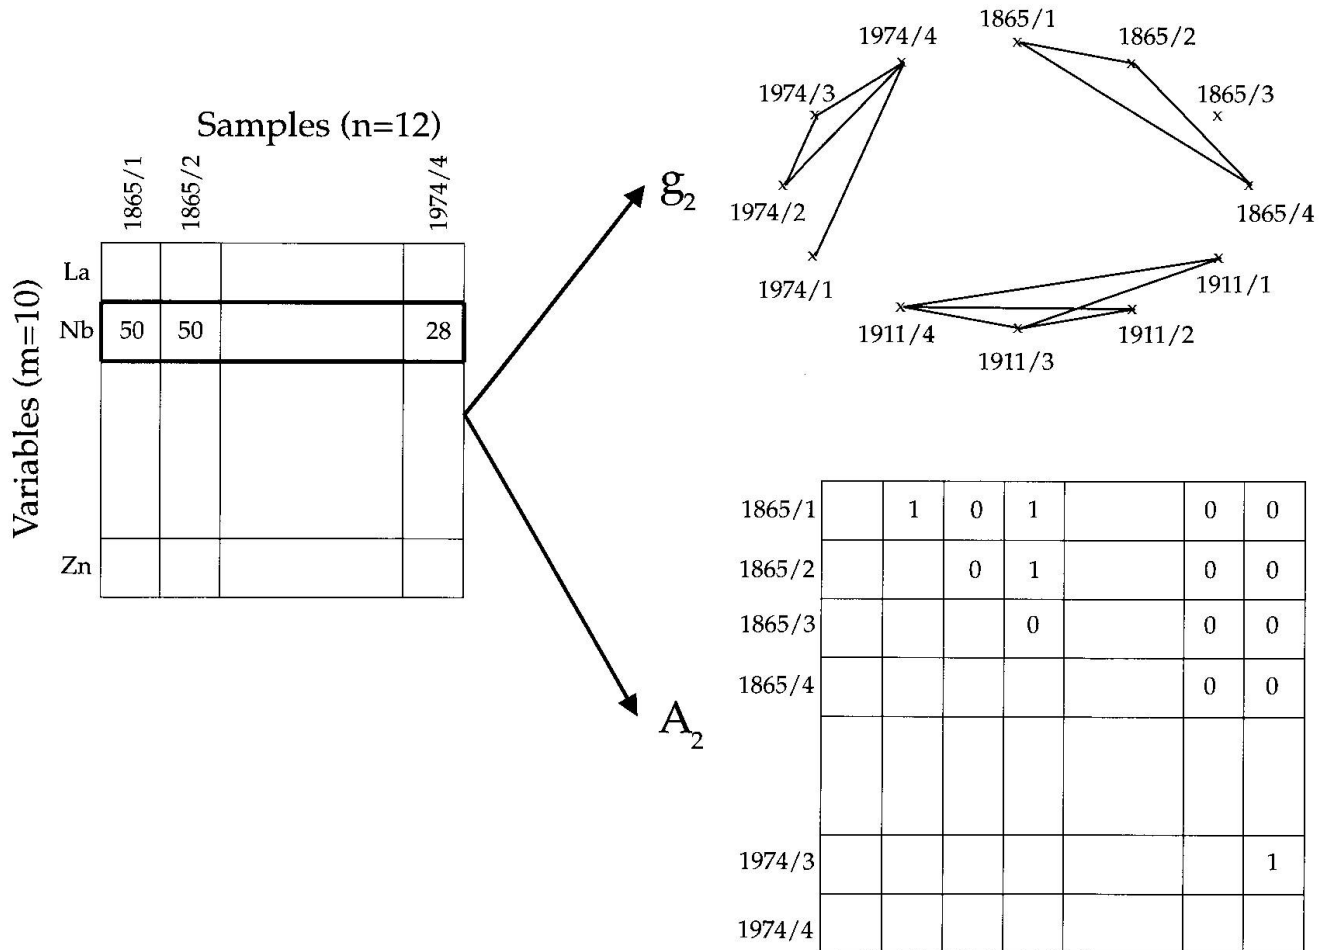 Samples (n=12)
1865/1
1865/2
1974/4
Variables (m=10)
La
Nb 50 50 28
Zn
g2
1974/4
1865/1
1865/2
1974/3
1865/3
1974/2
1865/4
1974/1
1911/1
1911/4
1911/2
1911/3
A2
1865/1 1 0 1 0 0
1865/2 0 1 0 0
1865/3 0 0 0
1865/4 0 0
1974/3 1
1974/4